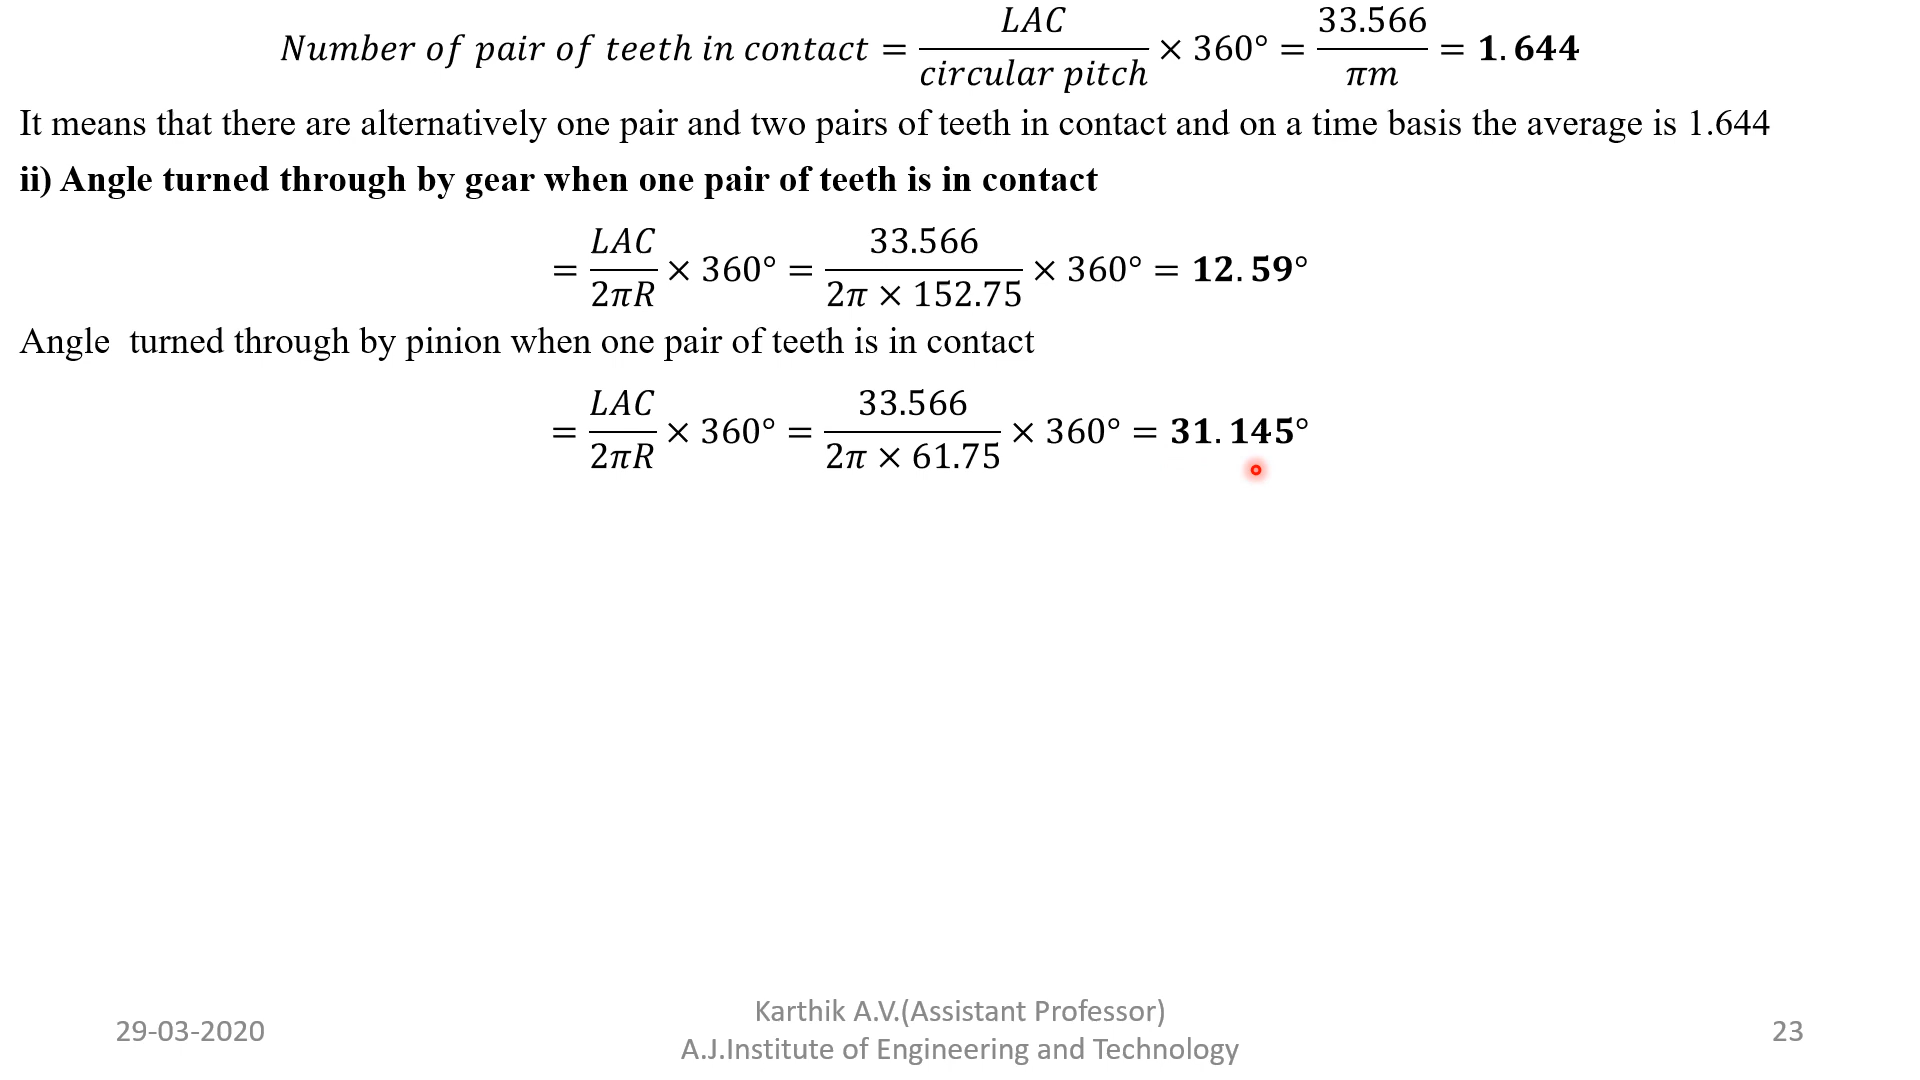 Number of pair of teeth in contact = LAC / circular pitch × 360° = 33.566 / πm = 1.644
It means that there are alternatively one pair and two pairs of teeth in contact and on a time basis the average is 1.644
ii) Angle turned through by gear when one pair of teeth is in contact
= LAC / 2πR × 360° = 33.566 / 2π × 152.75 × 360° = 12.59°
Angle turned through by pinion when one pair of teeth is in contact
= LAC / 2πR × 360° = 33.566 / 2π × 61.75 × 360° = 31.145°
29-03-2020
Karthik A.V.(Assistant Professor)
A.J.Institute of Engineering and Technology
23